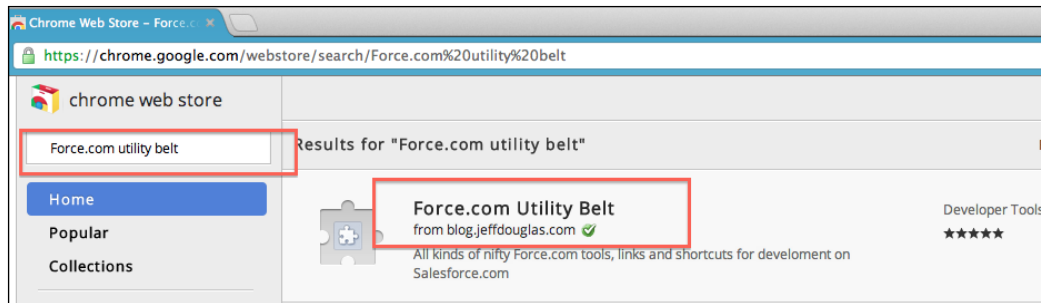 Chrome Web Store – Force.c
https://chrome.google.com/webstore/search/Force.com%20utility%20belt
chrome web store
Force.com utility belt
Results for "Force.com utility belt"
Home
Popular
Collections
Force.com Utility Belt
from blog.jeffdouglas.com
All kinds of nifty Force.com tools, links and shortcuts for develoment on
Salesforce.com
Developer Tools